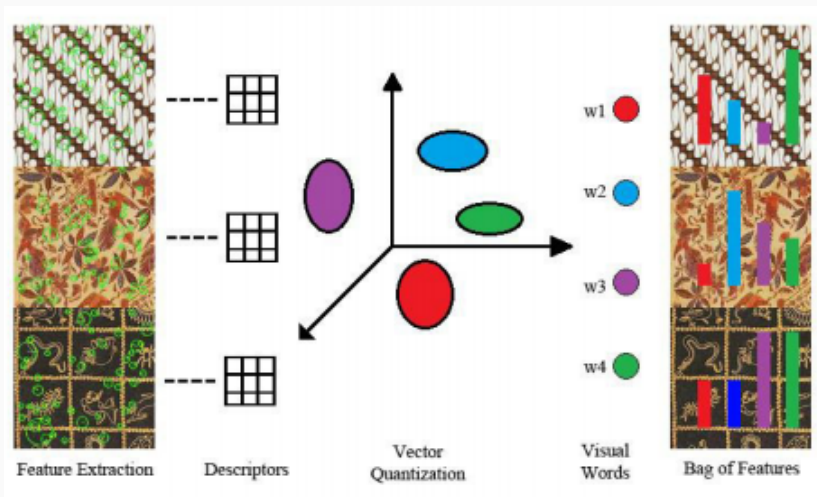 w1
w2
w3
w4
Feature Extraction
Descriptors
Vector
Quantization
Visual
Words
Bag of Features